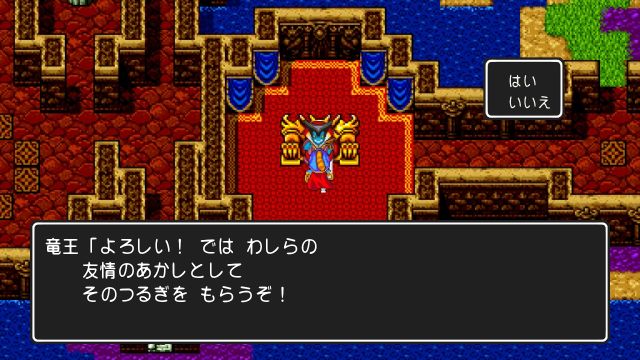 はい
いいえ
竜王「よろしい！ では わしらの
友情のあかしとして
そのつるぎを もらうぞ！